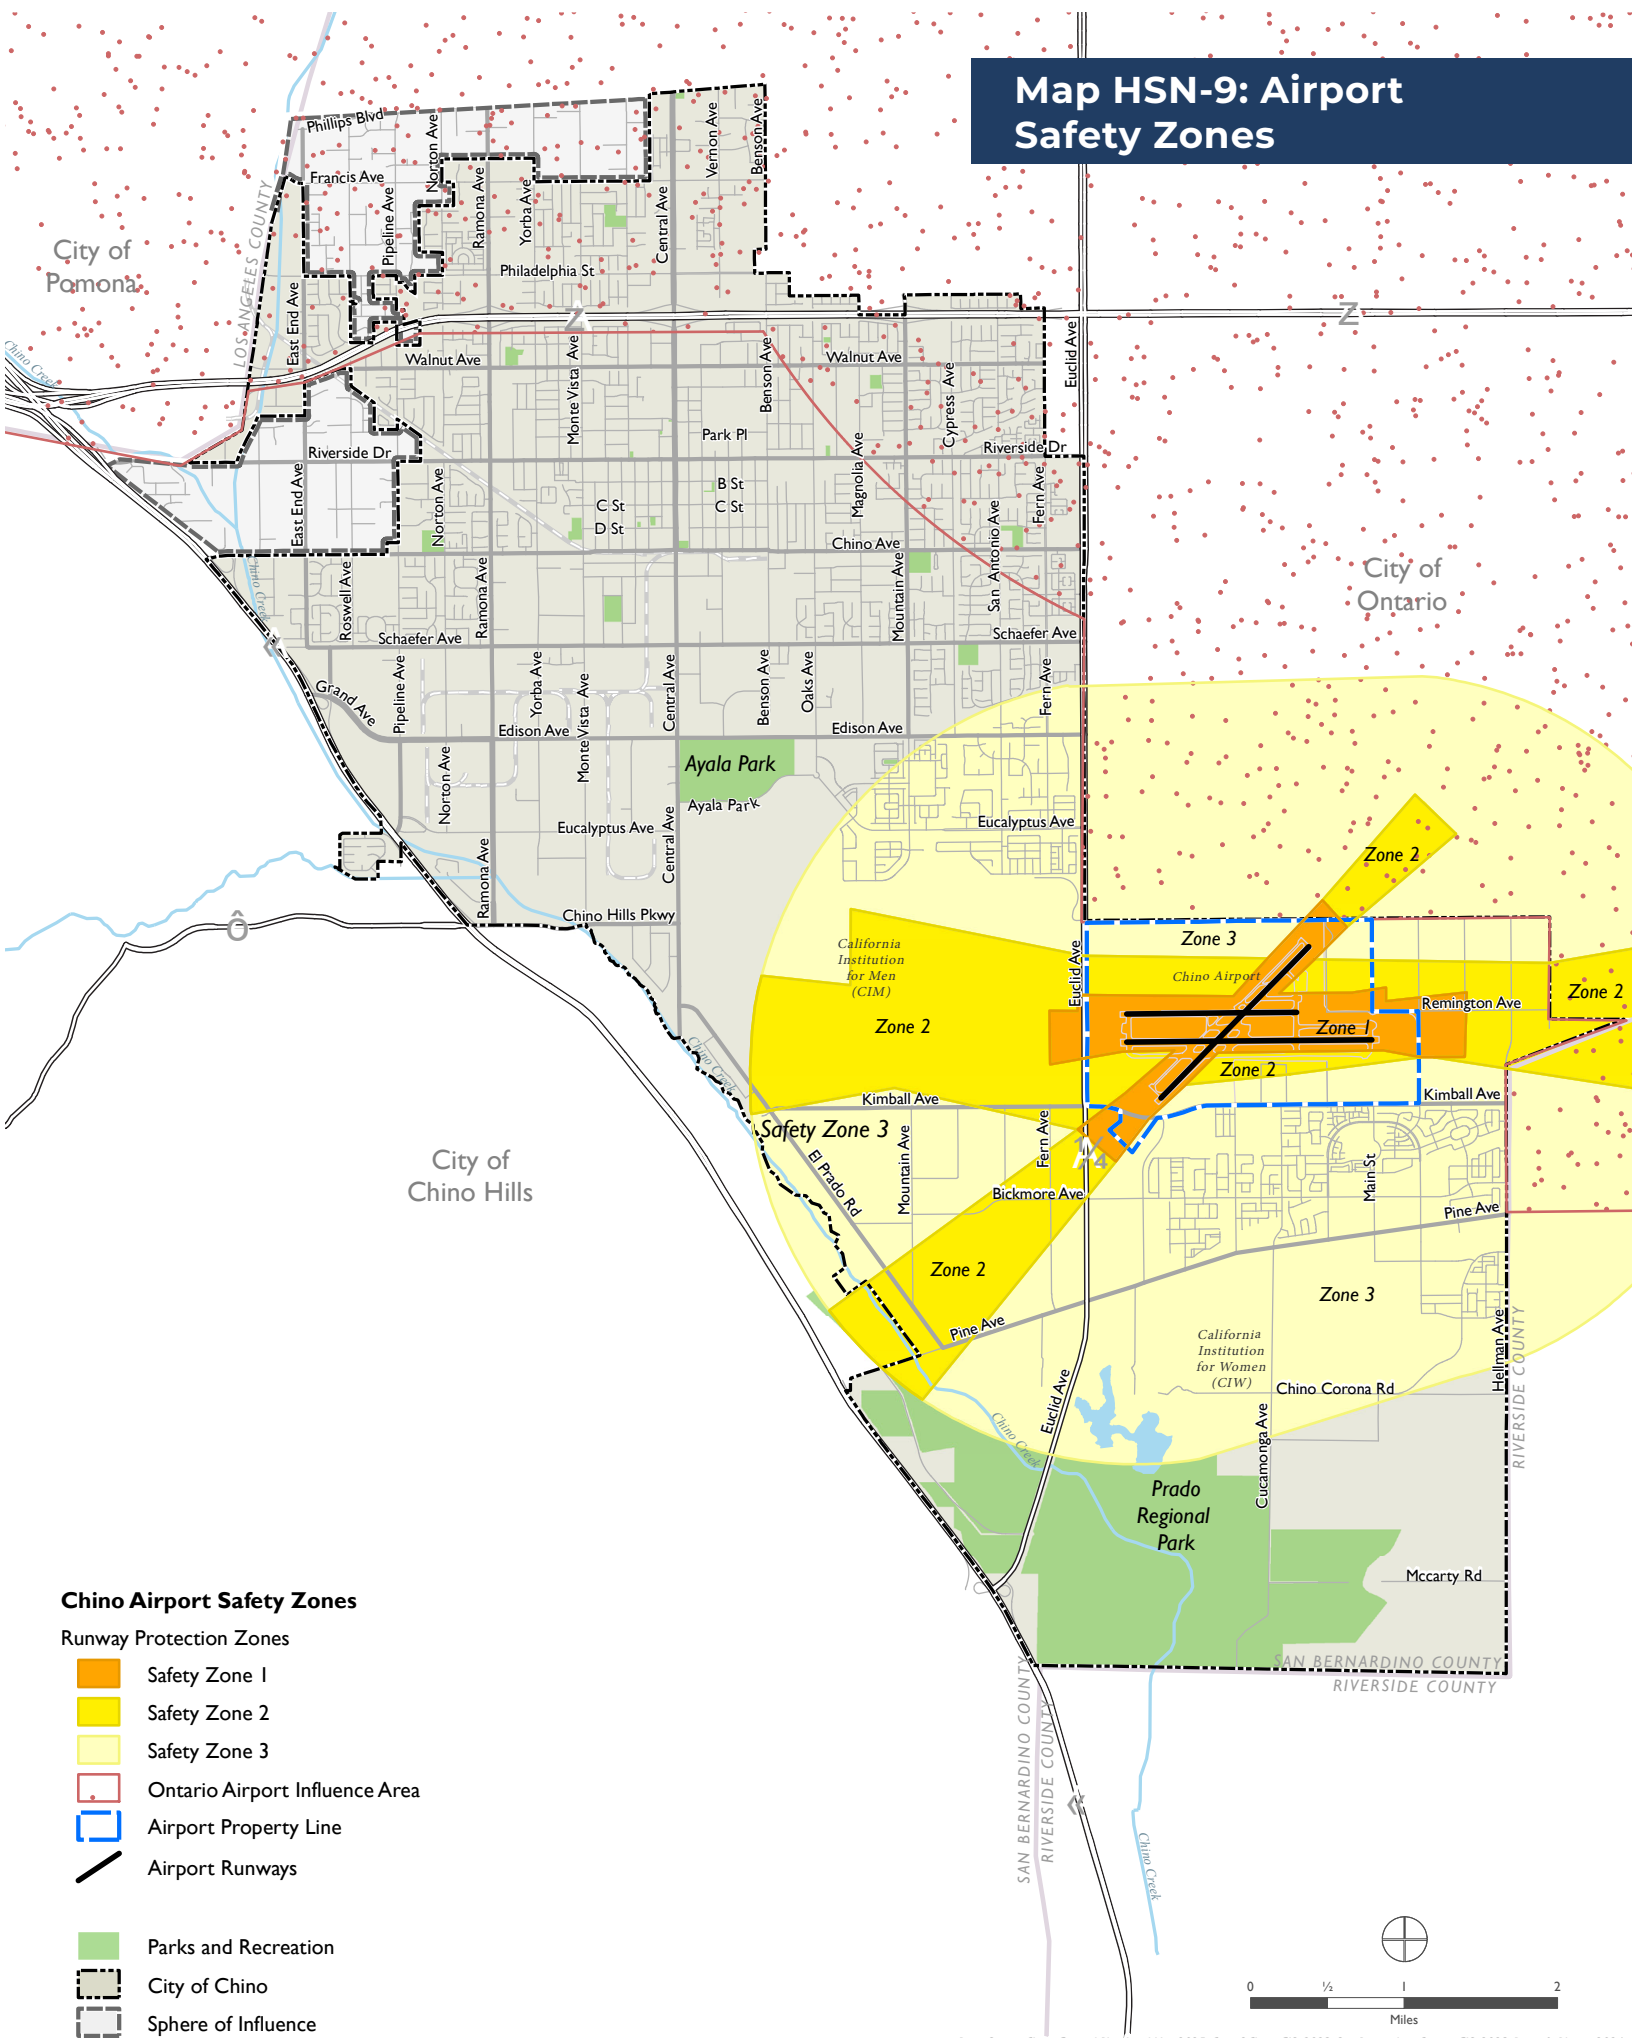 Map HSN-9: Airport
Safety Zones
Phillips Blvd
Norton Ave
Vernon Ave
Benson Ave
Francis Ave
Pipeline Ave
Ramona Ave
Yorba Ave
Central Ave
LOS ANGELES COUNTY
City of
Pomona
Philadelphia St
East End Ave
Z
Z
Chino Creek
Walnut Ave
Monte Vista Ave
Benson Ave
Walnut Ave
Cypress Ave
Euclid Ave
Park Pl
Magnolia Ave
Riverside Dr
Riverside Dr
East End Ave
Norton Ave
B St
C St
C St
D St
Fern Ave
San Antonio Ave
Chino Ave
Chino Creek
Roswell Ave
Ramona Ave
Mountain Ave
City of
Ontario
Schaefer Ave
Schaefer Ave
Grand Ave
Pipeline Ave
Yorba Ave
Monte Vista Ave
Central Ave
Benson Ave
Oaks Ave
Fern Ave
Edison Ave
Edison Ave
Norton Ave
Ayala Park
Ayala Park
Eucalyptus Ave
Eucalyptus Ave
Central Ave
Ramona Ave
Zone 2
Chino Hills Pkwy
Ô
California
Institution
for Men
(CIM)
Euclid Ave
Zone 3
Chino Airport
Zone 2
Zone 2
Remington Ave
Zone 1
Zone 2
Chino Creek
Kimball Ave
Kimball Ave
Safety Zone 3
Mountain Ave
Fern Ave
El Prado Rd
Main St
City of
Chino Hills
Bickmore Ave
Pine Ave
Zone 2
Zone 3
Pine Ave
California
Institution
for Women
(CIW)
Hellman Ave
RIVERSIDE COUNTY
Chino Corona Rd
Euclid Ave
Chino Creek
Cucamonga Ave
Prado
Regional
Park
Mccarty Rd
SAN BERNARDINO COUNTY
RIVERSIDE COUNTY
SAN BERNARDINO COUNTY
RIVERSIDE COUNTY
«
Chino Creek
Chino Airport Safety Zones
Runway Protection Zones
Safety Zone 1
Safety Zone 2
Safety Zone 3
Ontario Airport Influence Area
Airport Property Line
Airport Runways
Parks and Recreation
City of Chino
Sphere of Influence
0 ½ 1 2
Miles